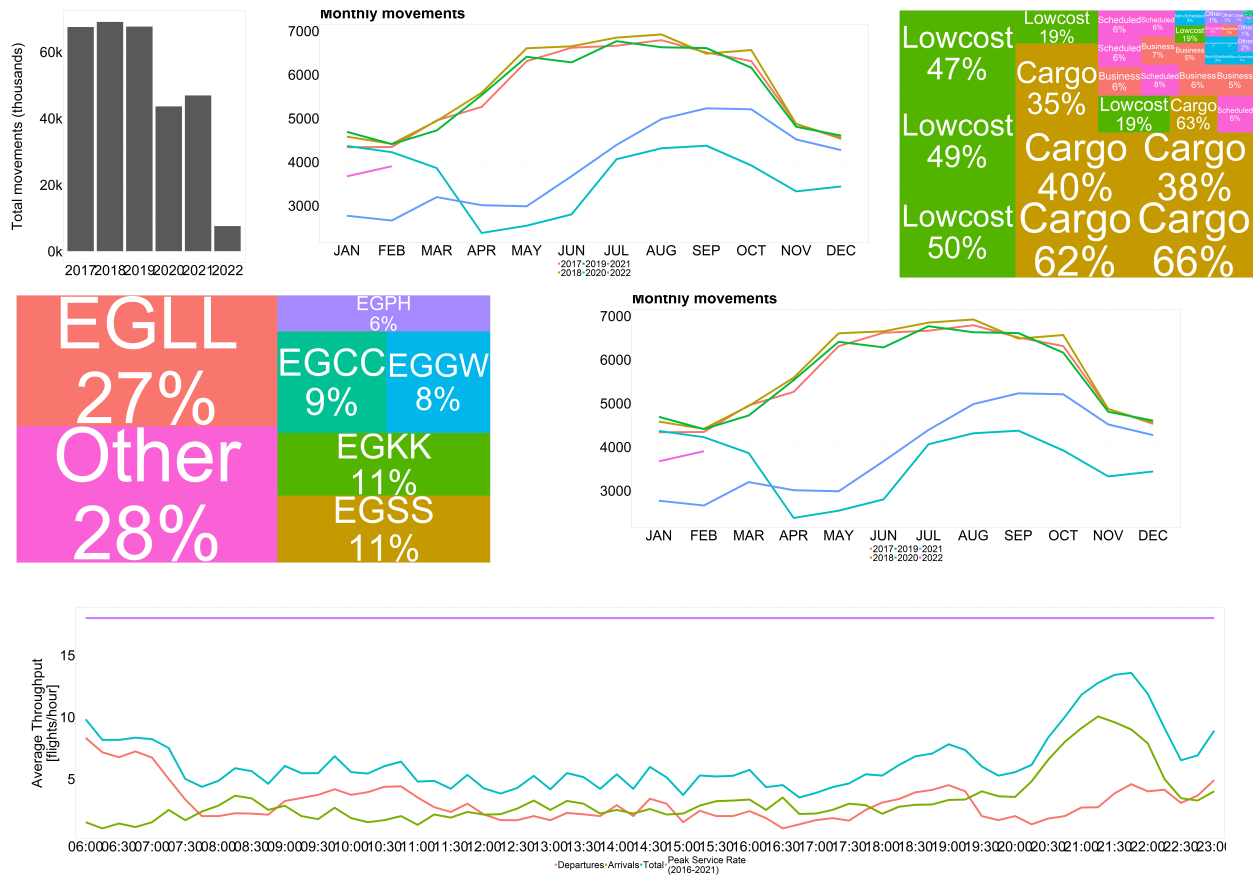 Total movements (thousands)
60k
40k
20k
0k
2017 2018 2019 2020 2021 2022
Monthly movements
7000
6000
5000
4000
3000
JAN FEB MAR APR MAY JUN JUL AUG SEP OCT NOV DEC
2017 2019 2021
2018 2020 2022
Lowcost
47%
Lowcost
49%
Lowcost
50%
Lowcost
19%
Cargo
35%
Scheduled
6%
Scheduled
6%
Scheduled
6%
Business
7%
Business
6%
Scheduled
8%
Lowcost
19%
Business
5%
Business
6%
Business
5%
Other
1%
Lowcost
19%
Cargo
63%
Scheduled
6%
Cargo
40%
Cargo
38%
Cargo
62%
Cargo
66%
EGLL
27%
Other
28%
EGPH
6%
EGCC
9%
EGGW
8%
EGKK
11%
EGSS
11%
Monthly movements
7000
6000
5000
4000
3000
JAN FEB MAR APR MAY JUN JUL AUG SEP OCT NOV DEC
2017 2019 2021
2018 2020 2022
Average Throughput
[flights/hour]
15
10
5
06:00 06:30 07:00 07:30 08:00 08:30 09:00 09:30 10:00 10:30 11:00 11:30 12:00 12:30 13:00 13:30 14:00 14:30 15:00 15:30 16:00 16:30 17:00 17:30 18:00 18:30 19:00 19:30 20:00 20:30 21:00 21:30 22:00 22:30 23:00
Departures Arrivals Total Peak Service Rate
(2016-2021)